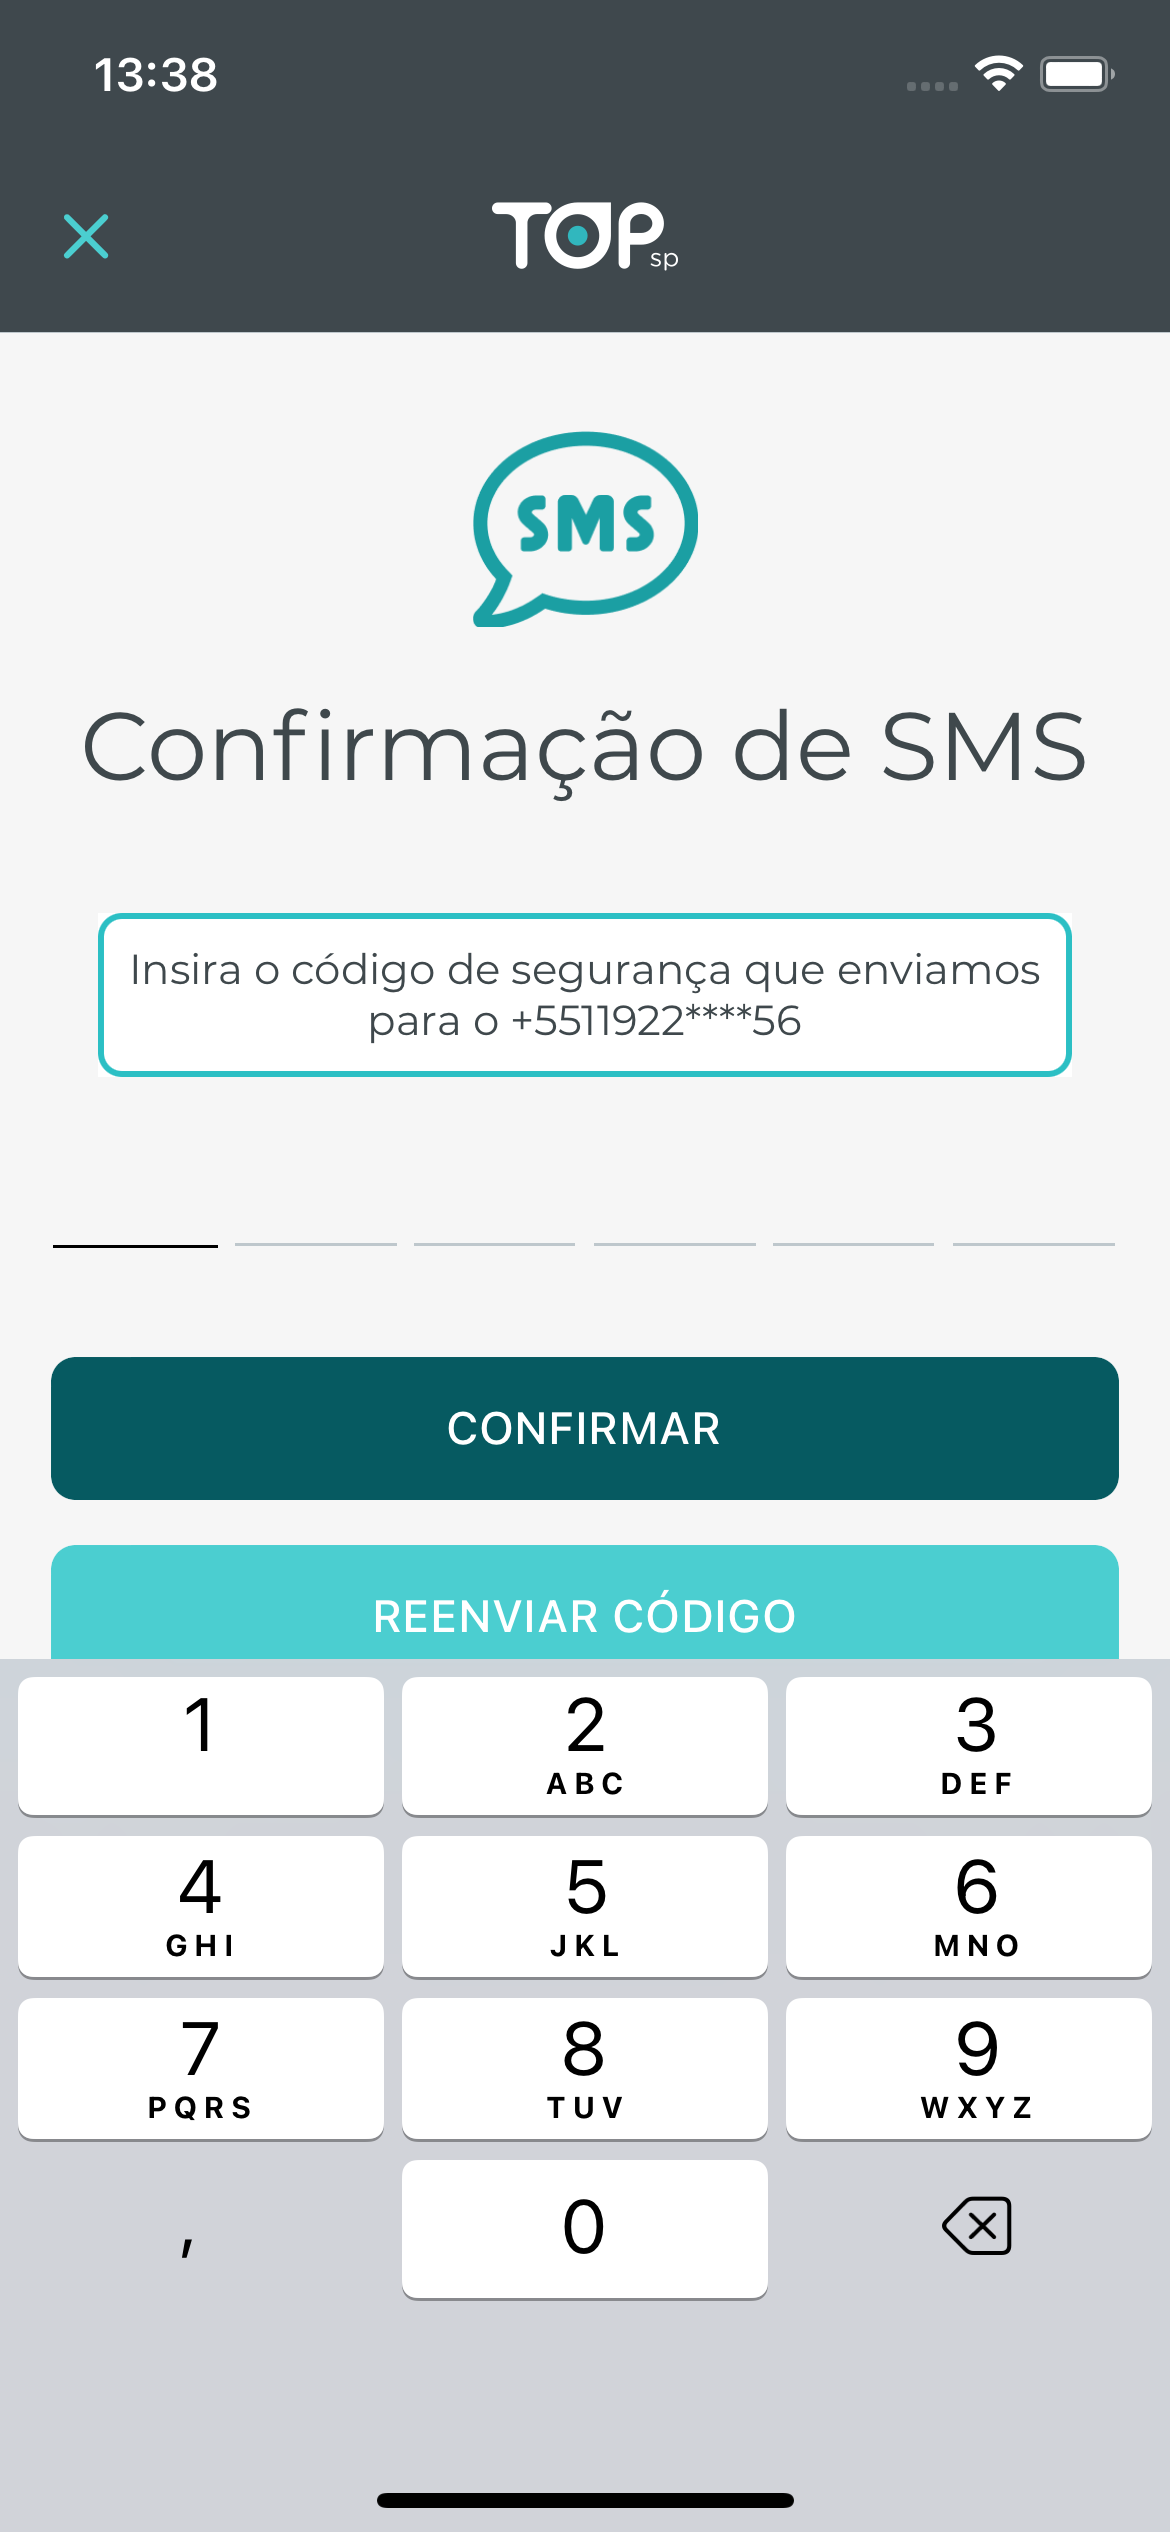 13:38
TOP
sp
SMS
Confirmação de SMS
Insira o código de segurança que enviamos
para o +5511922****56
CONFIRMAR
REENVIAR CÓDIGO
1
2
ABC
3
DEF
4
GHI
5
JKL
6
MNO
7
PQRS
8
TUV
9
WXYZ
,
0